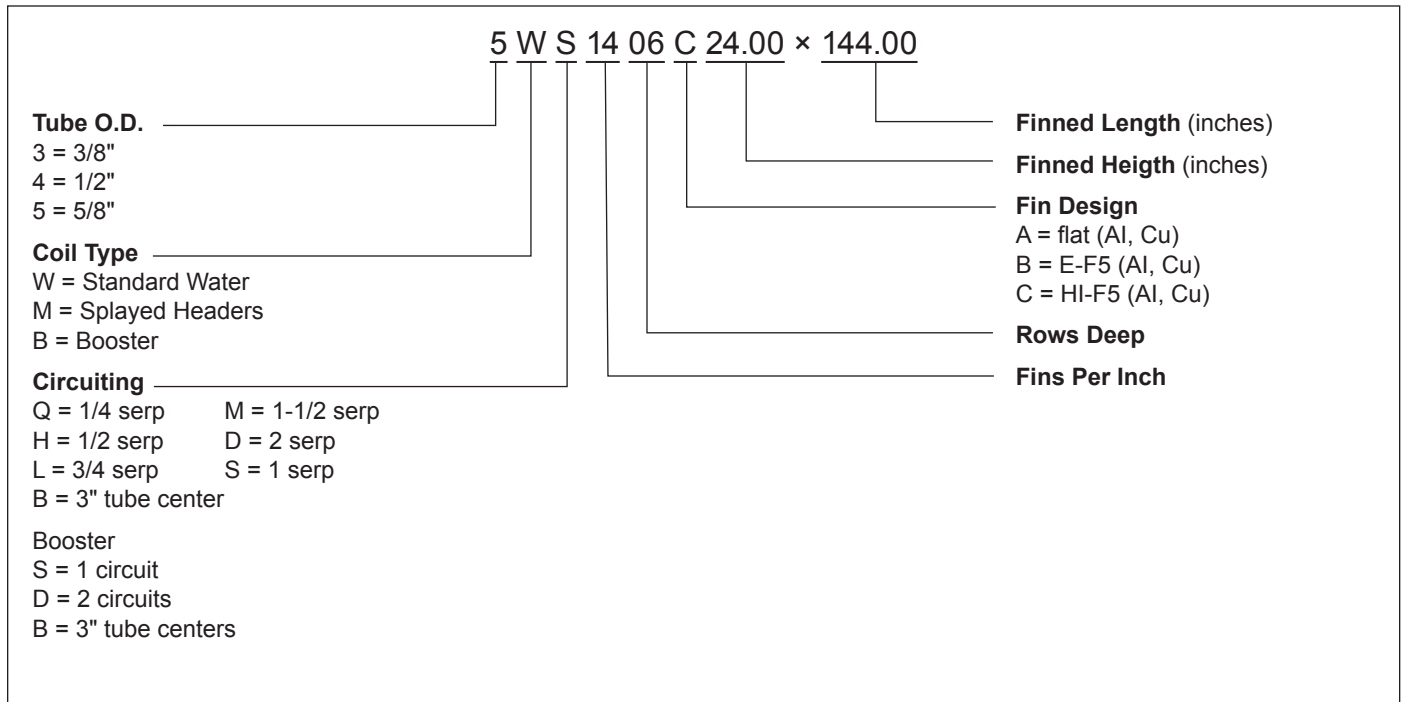 5 W S 14 06 C 24.00 × 144.00
Tube O.D.
3 = 3/8"
4 = 1/2"
5 = 5/8"
Coil Type
W = Standard Water
M = Splayed Headers
B = Booster
Circuiting
Q = 1/4 serp M = 1-1/2 serp
H = 1/2 serp D = 2 serp
L = 3/4 serp S = 1 serp
B = 3" tube center
Booster
S = 1 circuit
D = 2 circuits
B = 3" tube centers
Finned Length (inches)
Finned Heigth (inches)
Fin Design
A = flat (Al, Cu)
B = E-F5 (Al, Cu)
C = HI-F5 (Al, Cu)
Rows Deep
Fins Per Inch